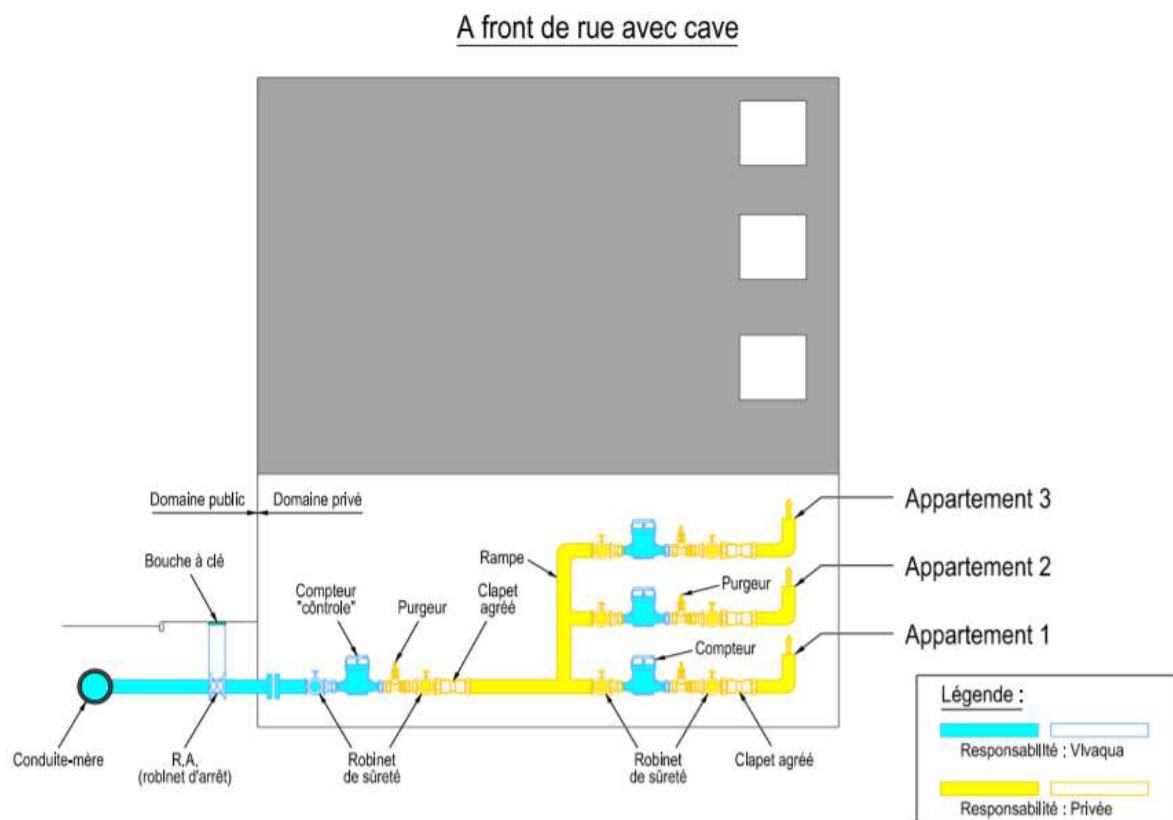 A front de rue avec cave
Domaine public
Domaine privé
Bouche à clé
Compteur
"côntrole"
Purgeur
Clapet
agréé
Rampe
Purgeur
Compteur
Appartement 3
Appartement 2
Appartement 1
Conduite-mère
R.A.
(robinet d'arrêt)
Robinet
de sûreté
Robinet
de sûreté
Clapet agréé
Légende :
Responsabilité : Vivaqua
Responsabilité : Privée